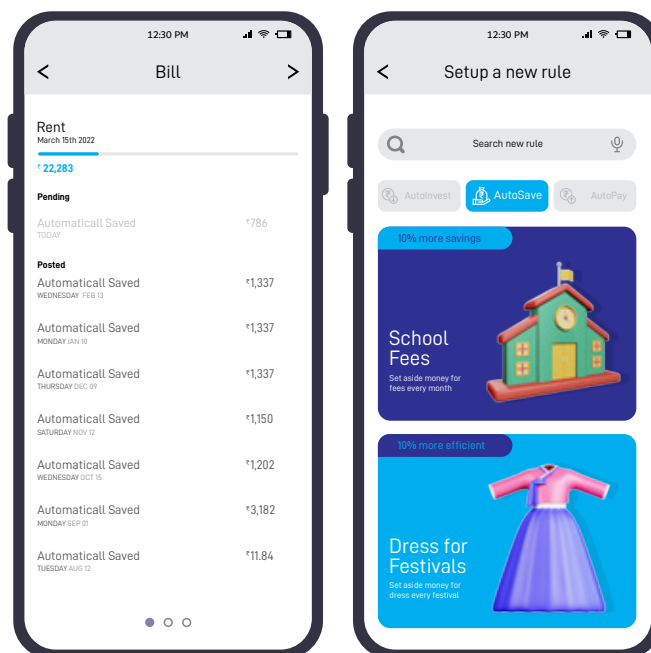 12:30 PM
< Bill >
Rent
March 15th 2022
₹ 22,283
Pending
Automaticall Saved ₹786
TODAY
Posted
Automaticall Saved ₹1,337
WEDNESDAY FEB 13
Automaticall Saved ₹1,337
MONDAY JAN 10
Automaticall Saved ₹1,337
THURSDAY DEC 09
Automaticall Saved ₹1,150
SATURDAY NOV 12
Automaticall Saved ₹1,202
WEDNESDAY OCT 15
Automaticall Saved ₹3,182
MONDAY SEP 01
Automaticall Saved ₹11.84
TUESDAY AUG 12
12:30 PM
< Setup a new rule
Search new rule
AutoInvest AutoSave AutoPay
10% more savings
School
Fees
Set aside money for
fees every month
10% more efficient
Dress for
Festivals
Set aside money for
dress every festival